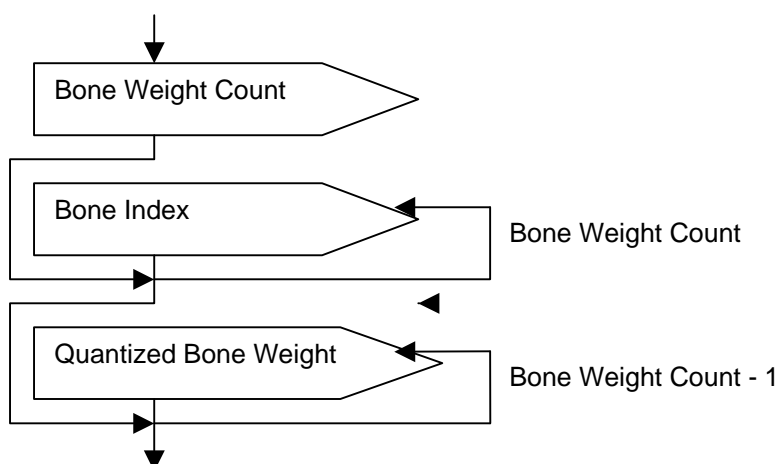 Bone Weight Count
Bone Index
Bone Weight Count
Quantized Bone Weight
Bone Weight Count - 1